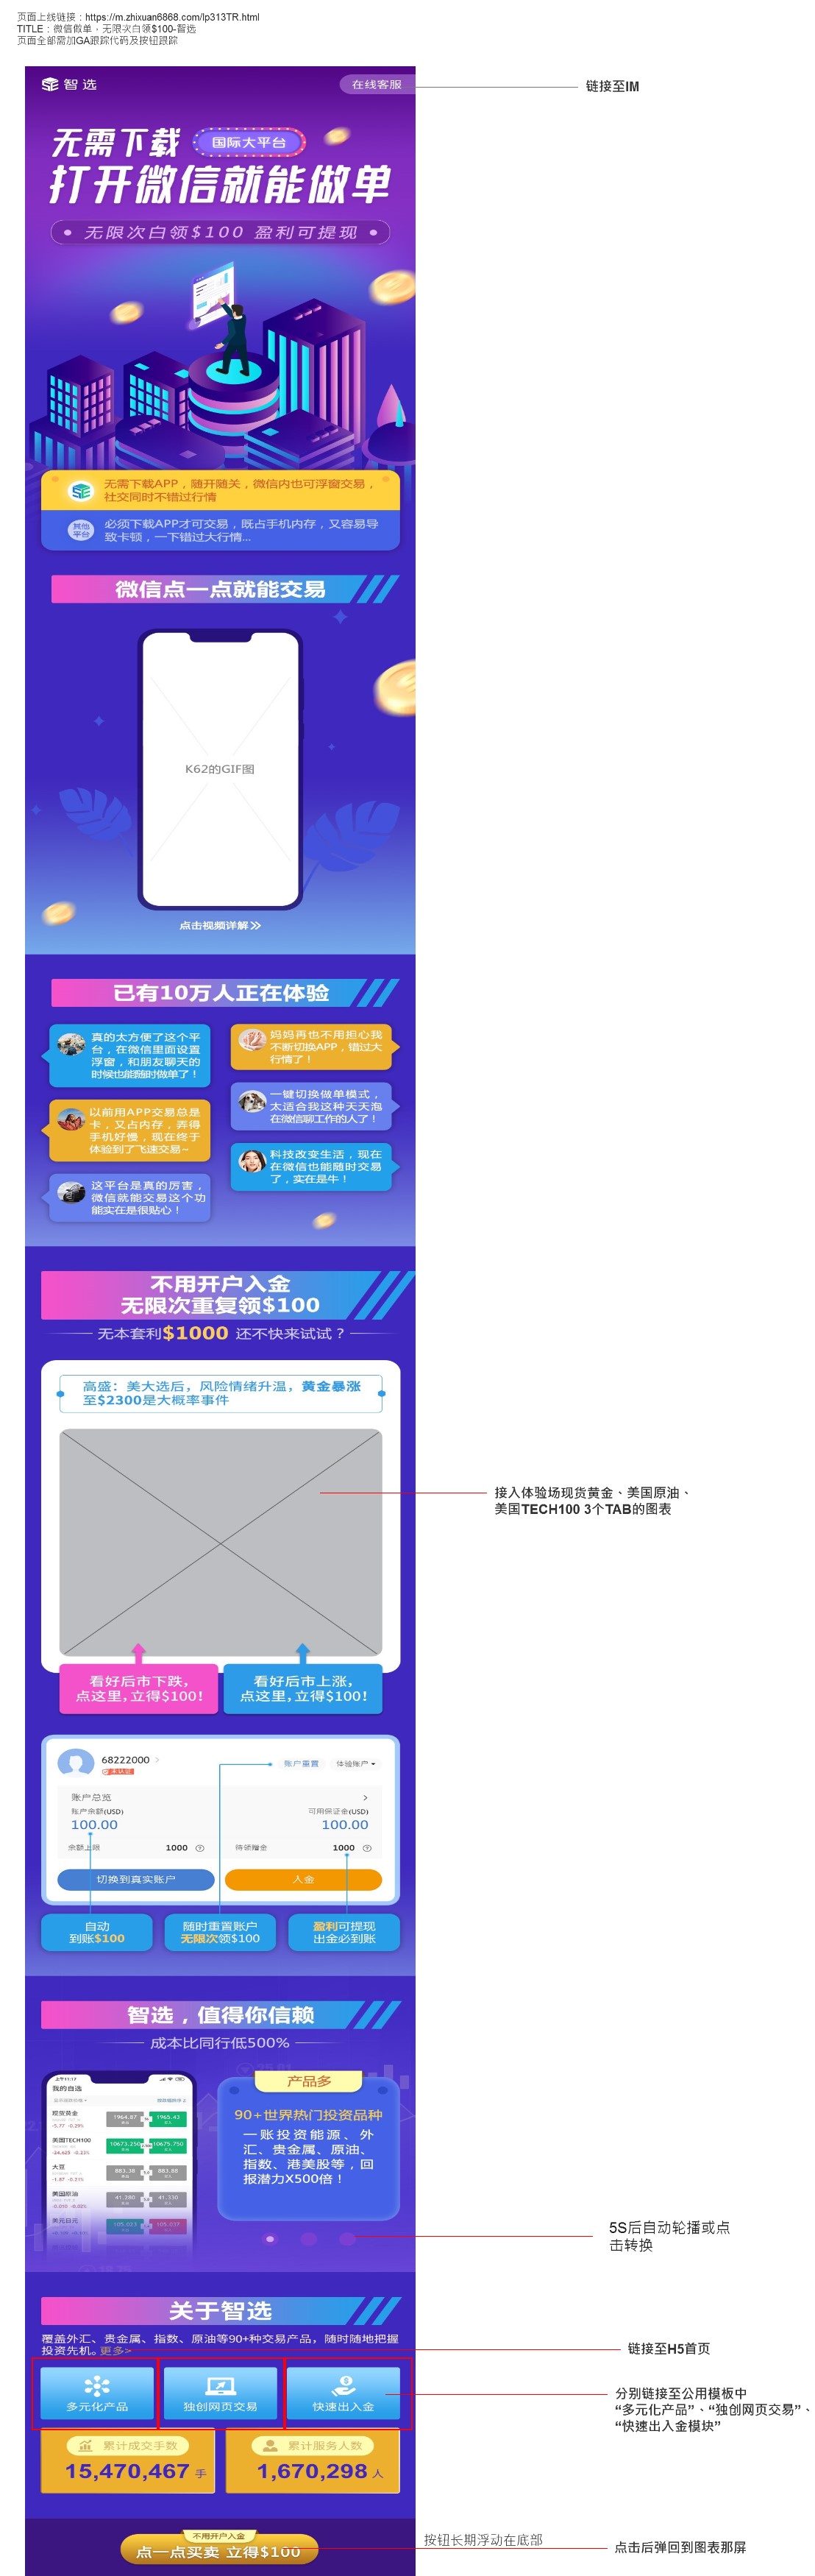 页面上线链接：https://m.zhixuan6868.com/lp313TR.html
TITLE：微信做单，无限次白领$100-智选
页面全部需加GA跟踪代码及按钮跟踪
智选
在线客服
链接至IM
无需下载
国际大平台
打开微信就能做单
无限次白领$100 盈利可提现
无需下载APP，随开随关，微信内也可浮窗交易，
社交同时不错过行情
其他
平台
必须下载APP才可交易，既占手机内存，又容易导
致卡顿，一下错过大行情...
微信点一点就能交易
K62的GIF图
点击视频详解
已有10万人正在体验
真的太方便了这个平
台，在微信里面设置
浮窗，和朋友聊天的
时候也能随时做单了！
妈妈再也不用担心我
不断切换APP，错过大
行情了！
一键切换做单模式，
太适合我这种天天泡
在微信聊工作的人了！
以前用APP交易总是
卡，又占内存，弄得
手机好慢，现在终于
体验到了飞速交易~
科技改变生活，现在
在微信也能随时交易
了，实在是牛！
这平台是真的厉害，
微信就能交易这个功
能实在是很贴心！
不用开户入金
无限次重复领$100
无本套利$1000 还不快来试试？
高盛：美大选后，风险情绪升温，黄金暴涨
至$2300是大概率事件
接入体验场现货黄金、美国原油、
美国TECH100 3个TAB的图表
看好后市下跌，
点这里，立得$100！
看好后市上涨，
点这里，立得$100！
68222000
账户重置
体验账户
账户总览
账户余额(USD)
可用保证金(USD)
100.00
100.00
余额上限
1000
待领赠金
1000
切换到真实账户
入金
自动
到账$100
随时重置账户
无限次领$100
盈利可提现
出金必到账
智选，值得你信赖
成本比同行低500%
上午11:17
我的自选
现货黄金
1964.87
1965.43
-5.77 -0.29%
美国TECH100
10673.250
10675.750
-24.625 -0.23%
大豆
883.36
883.88
-1.87 -0.21%
美国原油
41.280
41.330
美元日元
105.023
105.037
产品多
90+世界热门投资品种
一账投资能源、外
汇、贵金属、原油、
指数、港美股等，回
报潜力X500倍！
5S后自动轮播或点
击转换
关于智选
覆盖外汇、贵金属、指数、原油等90+种交易产品，随时随地把握
投资先机。更多>
链接至H5首页
多元化产品
独创网页交易
快速出入金
分别链接至公用模板中
“多元化产品”、“独创网页交易”、
“快速出入金模块”
累计成交手数
15,470,467 手
累计服务人数
1,670,298 人
不用开户入金
点一点买卖 立得$100
按钮长期浮动在底部
点击后弹回到图表那屏